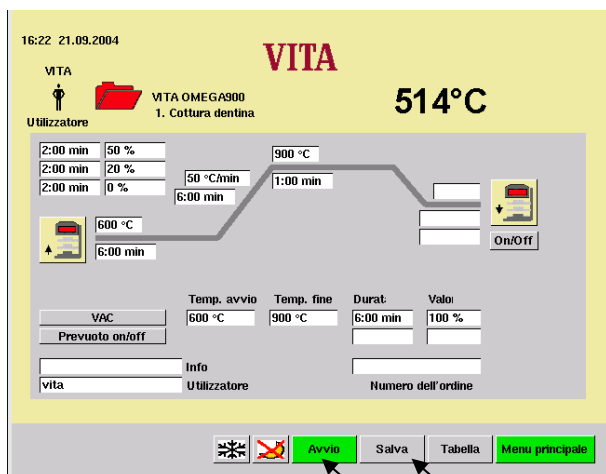 16:22 21.09.2004
VITA
VITA
Utilizzatore
VITA OMEGA900
1. Cottura dentina
514°C
2:00 min 50 %
2:00 min 20 %
2:00 min 0 %
50 °C/min
6:00 min
900 °C
1:00 min
600 °C
6:00 min
On/Off
Temp. avvio Temp. fine Durat Valo
VAC 600 °C 900 °C 6:00 min 100 %
Prevuoto on/off
Info
vita Utilizzatore Numero dell'ordine
Avvio Salva Tabella Menu principale